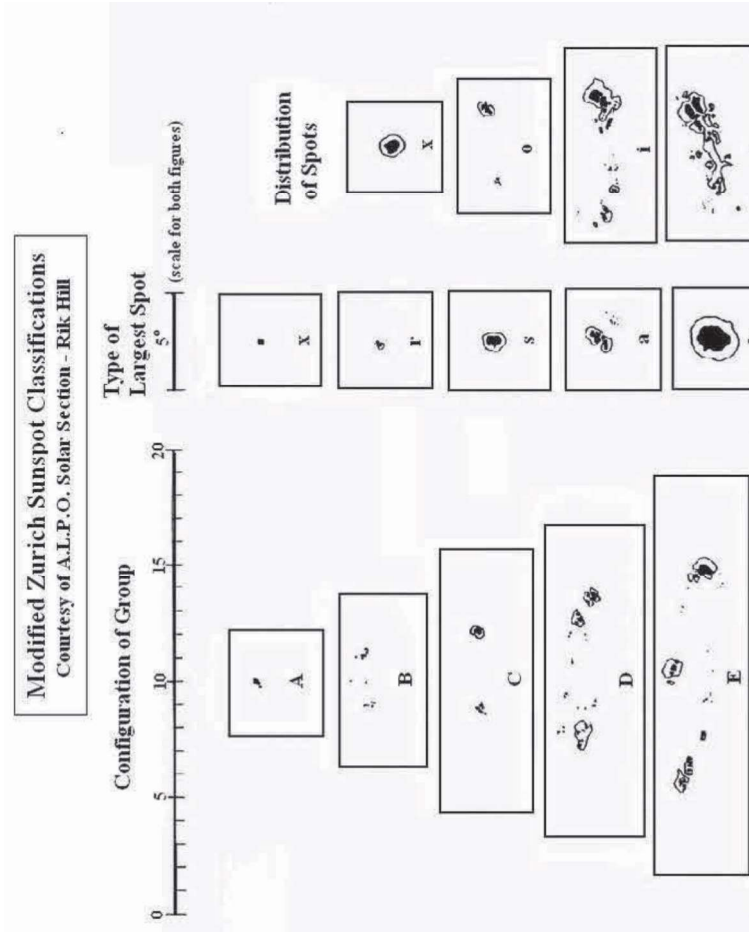 Modified Zurich Sunspot Classifications
Courtesy of A.L.P.O. Solar Section - Rik Hill
Configuration of Group
0 5 10 15 20
A
B
C
D
E
Type of
Largest Spot
5°
(scale for both figures)
x
r
s
a
Distribution
of Spots
x
o
i